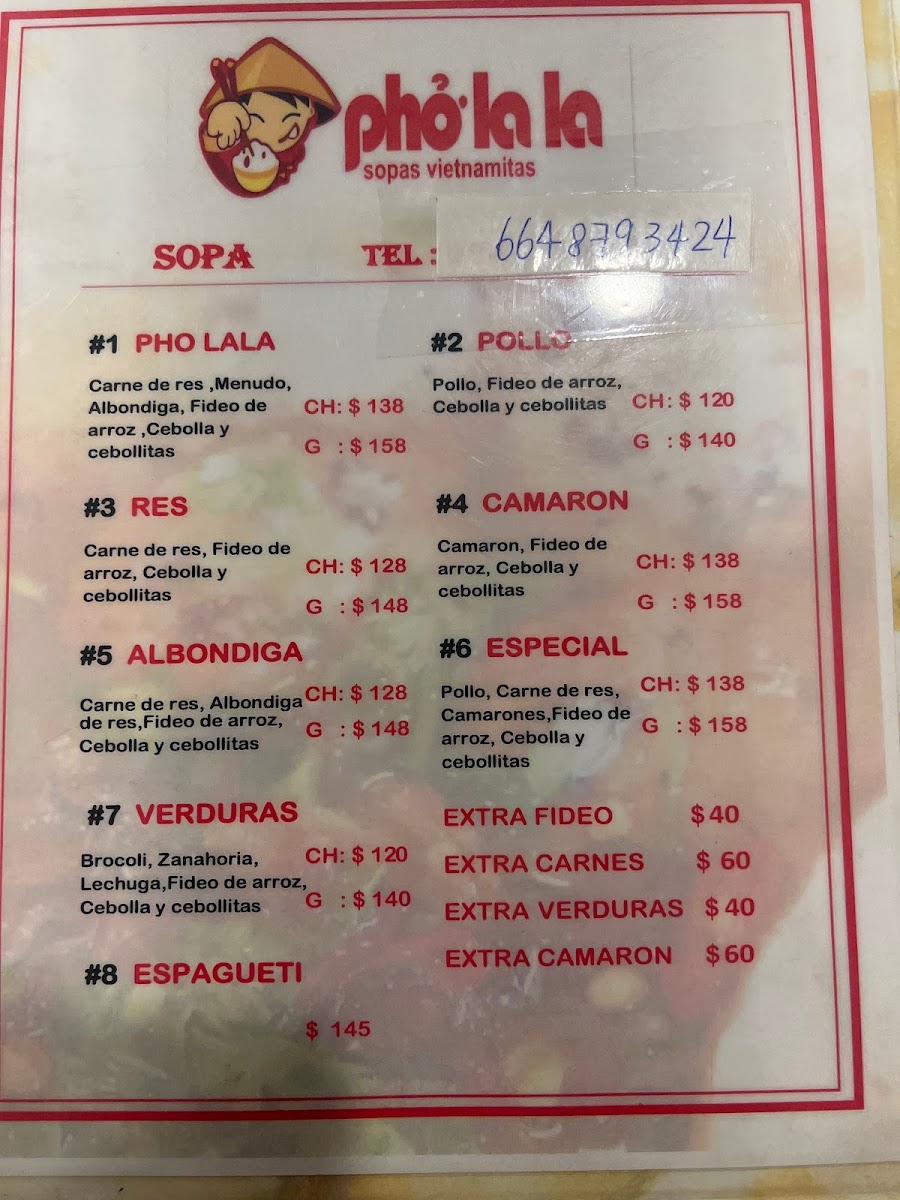 phở la la
sopas vietnamitas
SOPA
TEL : 664 879 3424
#1 PHO LALA
Carne de res ,Menudo,
Albondiga, Fideo de
arroz ,Cebolla y
cebollitas
CH: $ 138
G : $ 158
#2 POLLO
Pollo, Fideo de arroz,
Cebolla y cebollitas
CH: $ 120
G : $ 140
#3 RES
Carne de res, Fideo de
arroz, Cebolla y
cebollitas
CH: $ 128
G : $ 148
#4 CAMARON
Camaron, Fideo de
arroz, Cebolla y
cebollitas
CH: $ 138
G : $ 158
#5 ALBONDIGA
Carne de res, Albondiga
de res,Fideo de arroz,
Cebolla y cebollitas
CH: $ 128
G : $ 148
#6 ESPECIAL
Pollo, Carne de res,
Camarones,Fideo de
arroz, Cebolla y
cebollitas
CH: $ 138
G : $ 158
#7 VERDURAS
Brocoli, Zanahoria,
Lechuga,Fideo de arroz,
Cebolla y cebollitas
CH: $ 120
G : $ 140
#8 ESPAGUETI
$ 145
EXTRA FIDEO $40
EXTRA CARNES $ 60
EXTRA VERDURAS $40
EXTRA CAMARON $60